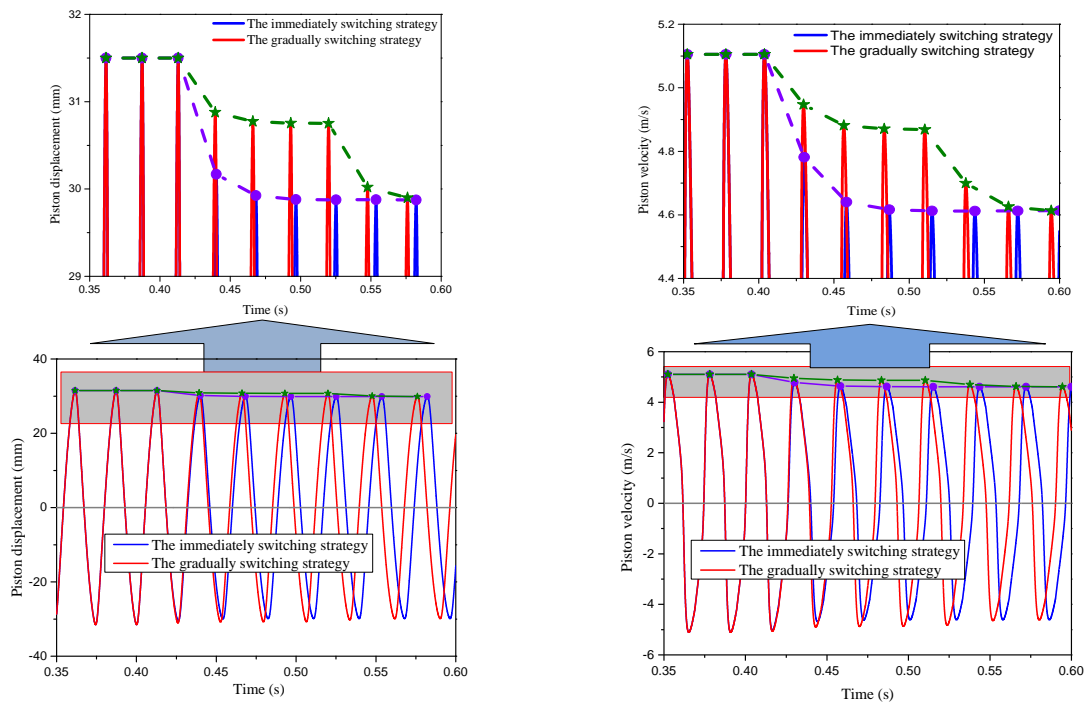 The immediately switching strategy
The gradually switching strategy
Piston displacement (mm)
32
31
30
29
0.35 0.40 0.45 0.50 0.55 0.60
Time (s)
The immediately switching strategy
The gradually switching strategy
Piston velocity (m/s)
5.2
5.0
4.8
4.6
4.4
0.35 0.40 0.45 0.50 0.55 0.60
Time (s)
Piston displacement (mm)
40
20
0
-20
-40
The immediately switching strategy
The gradually switching strategy
0.35 0.40 0.45 0.50 0.55 0.60
Time (s)
Piston velocity (m/s)
6
4
2
0
-2
-4
-6
The immediately switching strategy
The gradually switching strategy
0.35 0.40 0.45 0.50 0.55 0.60
Time (s)